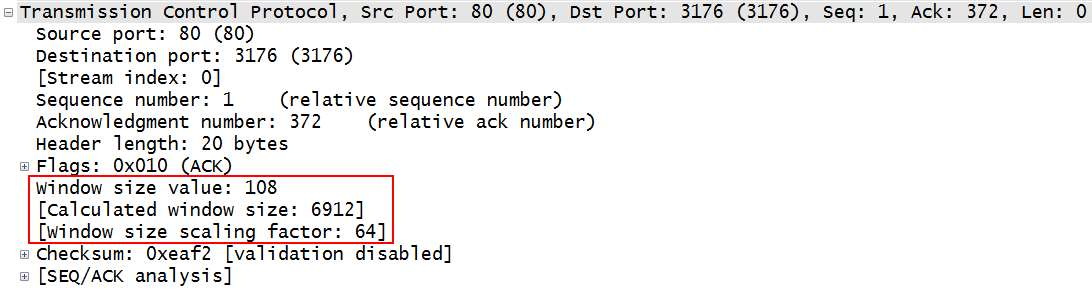 Transmission Control Protocol, Src Port: 80 (80), Dst Port: 3176 (3176), Seq: 1, Ack: 372, Len: 0
Source port: 80 (80)
Destination port: 3176 (3176)
[Stream index: 0]
Sequence number: 1    (relative sequence number)
Acknowledgment number: 372    (relative ack number)
Header length: 20 bytes
Flags: 0x010 (ACK)
Window size value: 108
[Calculated window size: 6912]
[Window size scaling factor: 64]
Checksum: 0xeaf2 [validation disabled]
[SEQ/ACK analysis]